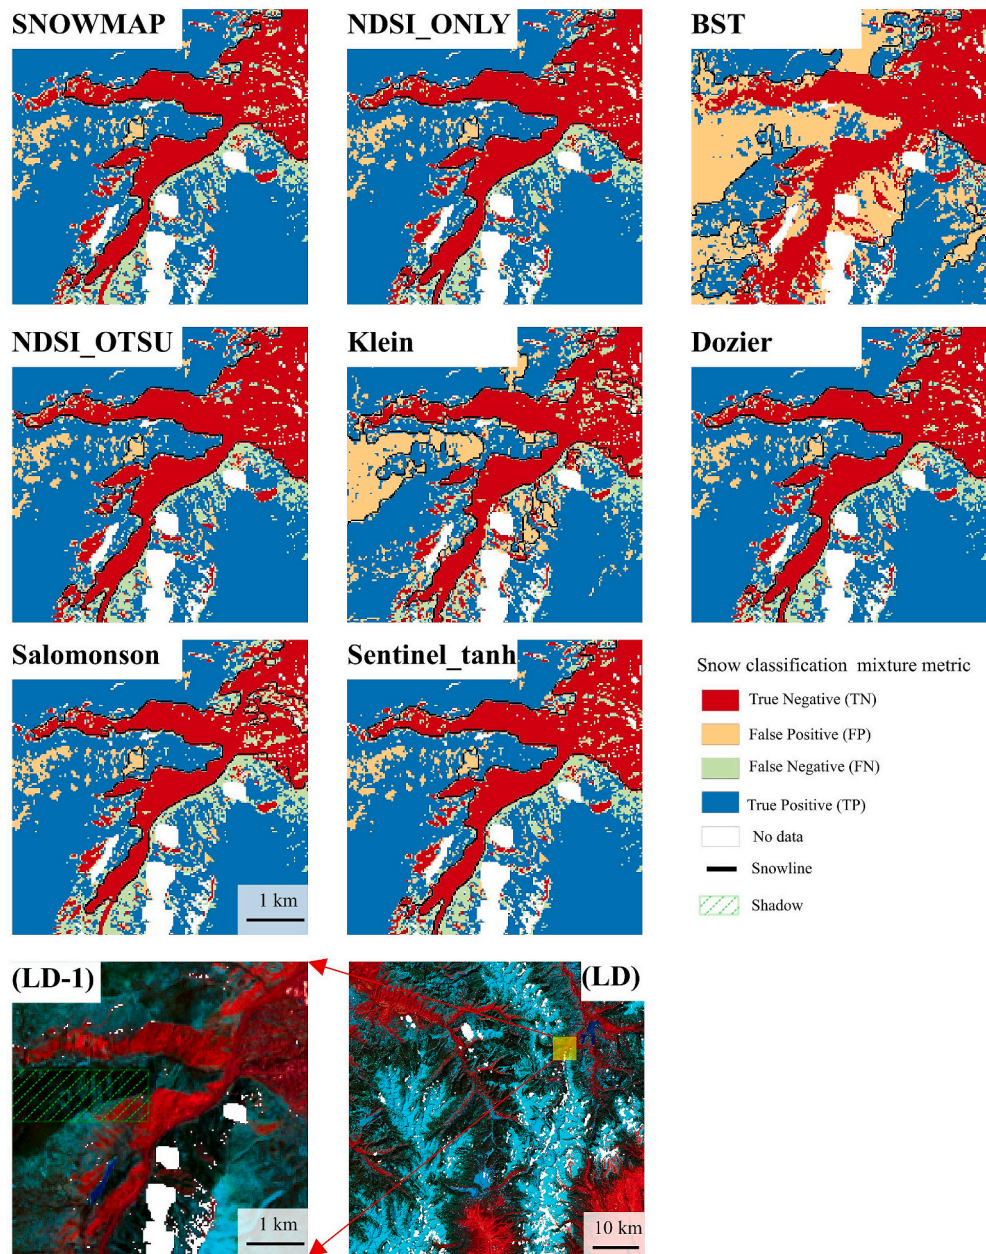 SNOWMAP
NDSI_ONLY
BST
NDSI_OTSU
Klein
Dozier
Salomonson
Sentinel_tanh
1 km
Snow classification mixture metric
True Negative (TN)
False Positive (FP)
False Negative (FN)
True Positive (TP)
No data
Snowline
Shadow
(LD-1)
(LD)
1 km
10 km